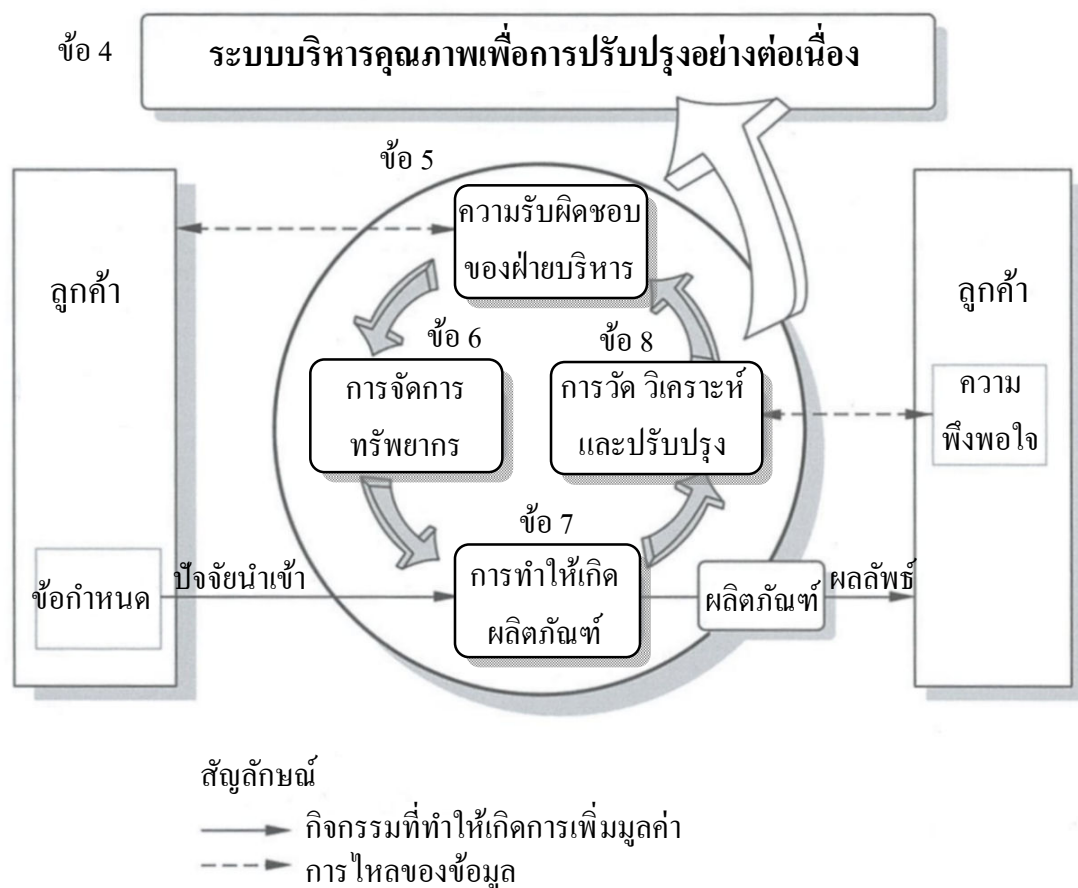 ข้อ 4
ระบบบริหารคุณภาพเพื่อการปรับปรุงอย่างต่อเนื่อง
ข้อ 5
ความรับผิดชอบ
ของฝ่ายบริหาร
ลูกค้า
ลูกค้า
ข้อ 6
ข้อ 8
การจัดการ
ทรัพยากร
การวัด วิเคราะห์
และปรับปรุง
ความ
พึงพอใจ
ข้อ 7
ข้อกำหนด
ปัจจัยนำเข้า
การทำให้เกิด
ผลิตภัณฑ์
ผลิตภัณฑ์
ผลลัพธ์
สัญลักษณ์
กิจกรรมที่ทำให้เกิดการเพิ่มมูลค่า
การไหลของข้อมูล